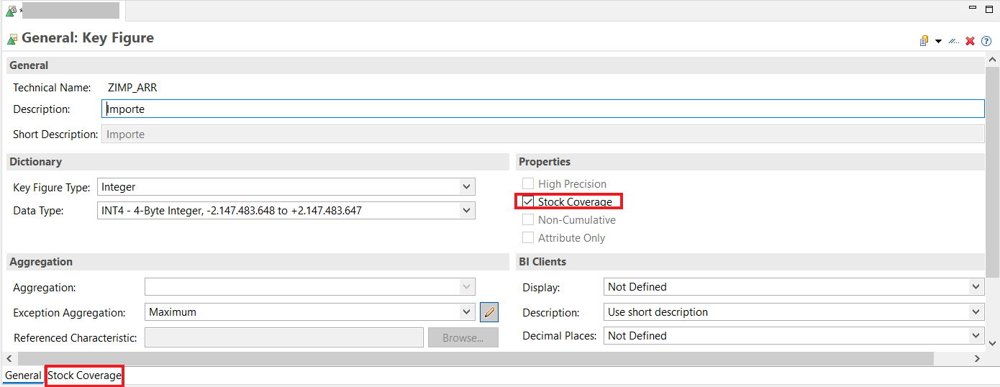 *
General: Key Figure
General
Technical Name: ZIMP_ARR
Description: Importe
Short Description: Importe
Dictionary
Key Figure Type: Integer
Data Type: INT4 - 4-Byte Integer, -2.147.483.648 to +2.147.483.647
Properties
High Precision
Stock Coverage
Non-Cumulative
Attribute Only
Aggregation
Aggregation:
Exception Aggregation: Maximum
Referenced Characteristic: Browse...
BI Clients
Display: Not Defined
Description: Use short description
Decimal Places: Not Defined
General Stock Coverage